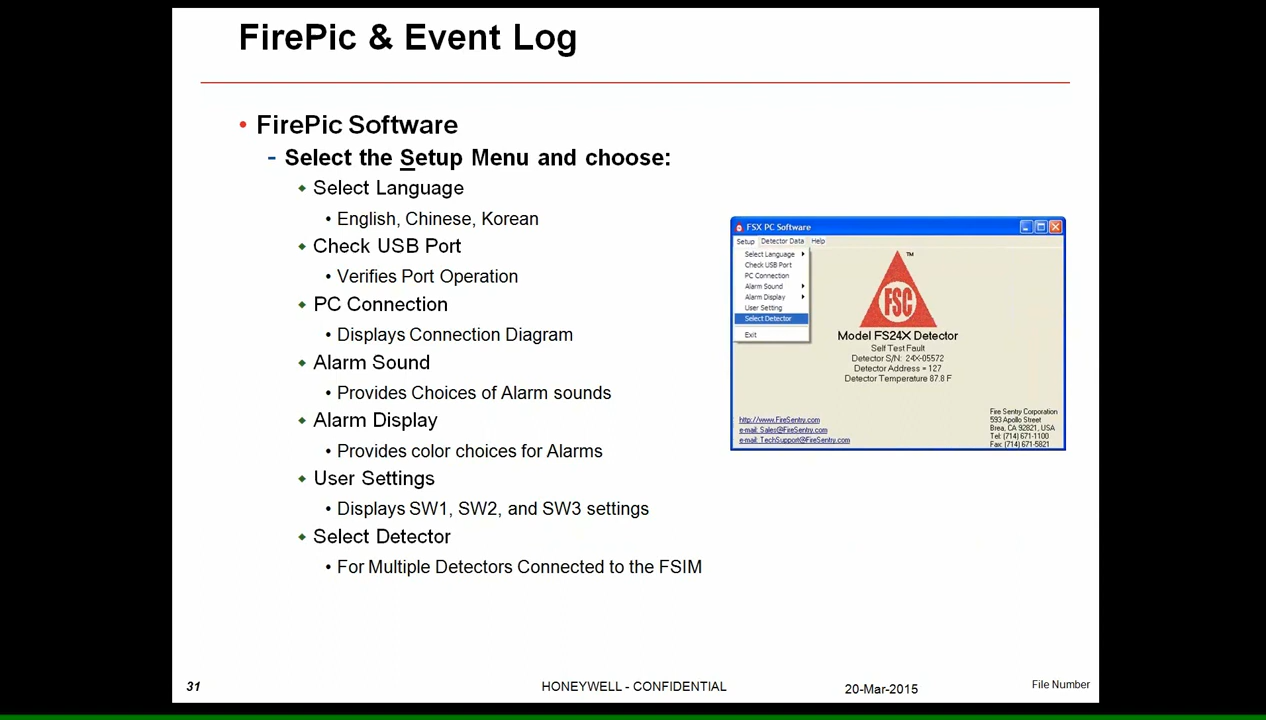 FirePic & Event Log
• FirePic Software
- Select the Setup Menu and choose:
Select Language
• English, Chinese, Korean
Check USB Port
• Verifies Port Operation
PC Connection
• Displays Connection Diagram
Alarm Sound
• Provides Choices of Alarm sounds
Alarm Display
• Provides color choices for Alarms
User Settings
• Displays SW1, SW2, and SW3 settings
Select Detector
• For Multiple Detectors Connected to the FSIM
FSX PC Software
Setup Detector Data Help
Select Language
Check USB Port
PC Connection
Alarm Sound
Alarm Display
User Setting
Select Detector
Exit
FSC
TM
Model FS24X Detector
Self Test Fault
Detector S/N: 24X-05572
Detector Address = 127
Detector Temperature 87.8 F
http://www.FireSentry.com
e-mail: Sales@FireSentry.com
e-mail: TechSupport@FireSentry.com
Fire Sentry Corporation
593 Apollo Street
Brea, CA 92821, USA
Tel: (714) 671-1100
Fax: (714) 671-5821
31
HONEYWELL - CONFIDENTIAL
20-Mar-2015
File Number